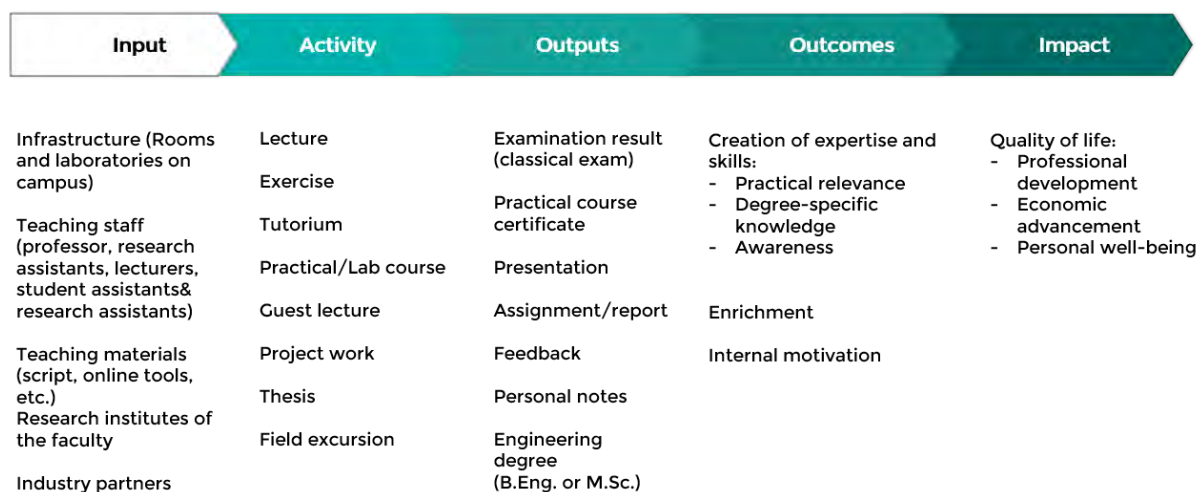 Input
Activity
Outputs
Outcomes
Impact
Infrastructure (Rooms
and laboratories on
campus)
Teaching staff
(professor, research
assistants, lecturers,
student assistants&
research assistants)
Teaching materials
(script, online tools,
etc.)
Research institutes of
the faculty
Industry partners
Lecture
Exercise
Tutorium
Practical/Lab course
Guest lecture
Project work
Thesis
Field excursion
Examination result
(classical exam)
Practical course
certificate
Presentation
Assignment/report
Feedback
Personal notes
Engineering
degree
(B.Eng. or M.Sc.)
Creation of expertise and
skills:
- Practical relevance
- Degree-specific
knowledge
- Awareness
Enrichment
Internal motivation
Quality of life:
- Professional
development
- Economic
advancement
- Personal well-being